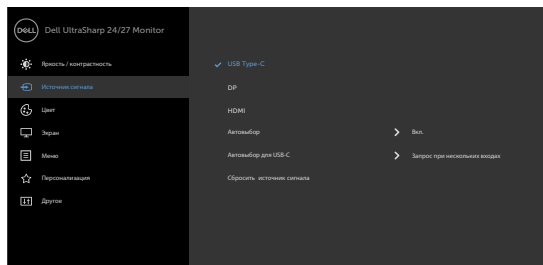 DELL Dell UltraSharp 24/27 Monitor
Яркость / контрастность
USB Type-C
Источник сигнала
DP
Цвет
HDMI
Экран
Автовыбор
Вкл.
Меню
Автовыбор для USB-C
Запрос при нескольких входах
Персонализация
Сбросить источник сигнала
Другое